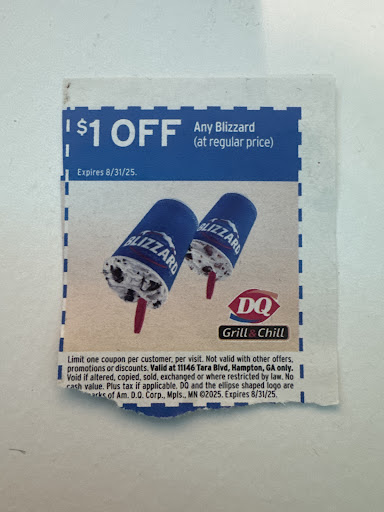 $1 OFF
Any Blizzard
(at regular price)
Expires 8/31/25.
BLIZZARD
BLIZZARD
DQ
Grill & Chill
Limit one coupon per customer, per visit. Not valid with other offers,
promotions or discounts. Valid at 11146 Tara Blvd, Hampton, GA only.
Void if altered, copied, sold, exchanged or where restricted by law. No
cash value. Plus tax if applicable. DQ and the ellipse shaped logo are
arks of Am. D.Q. Corp., Mpls., MN ©2025. Expires 8/31/25.